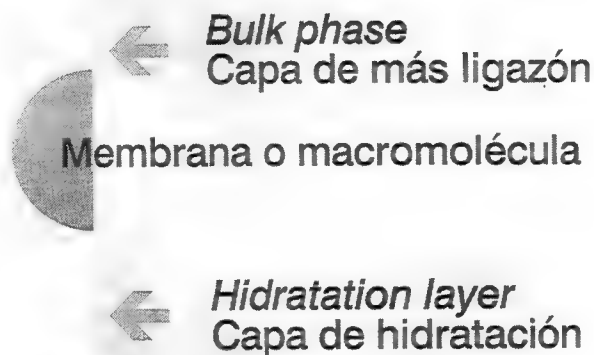 Bulk phase
Capa de más ligazón
Membrana o macromolécula
Hidratation layer
Capa de hidratación